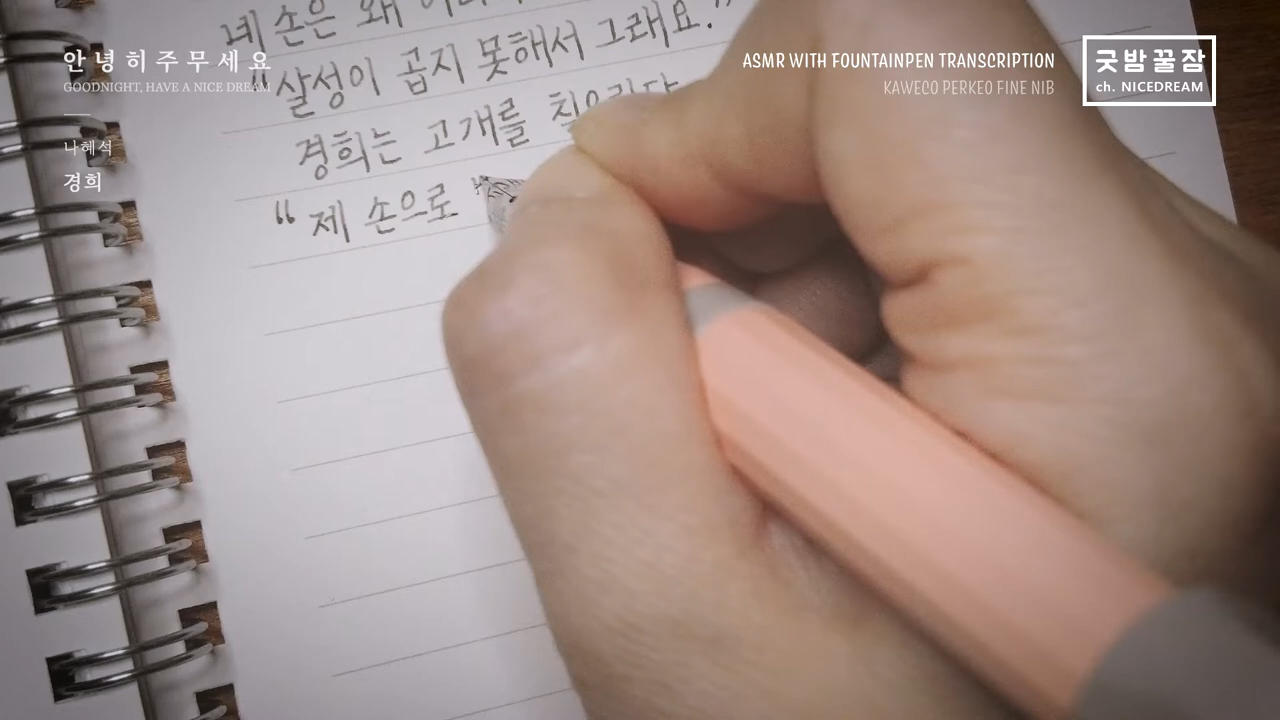 안녕히주무세요
GOODNIGHT, HAVE A NICE DREAM
나혜석
경희
ASMR WITH FOUNTAINPEN TRANSCRIPTION
KAWECO PERKEO FINE NIB
굿밤꿀잠
ch. NICEDREAM
손은 왜
살성이 곱지 못해서 그래요."
경희는 고개를
“제 손으로